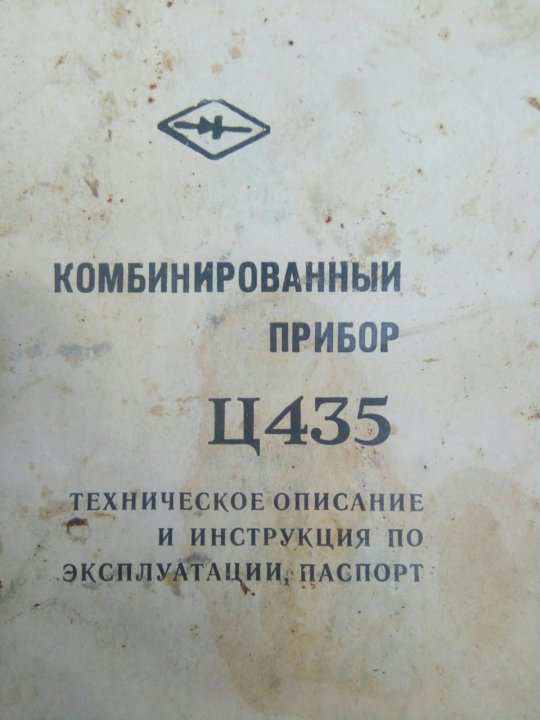 КОМБИНИРОВАННЫЙ
ПРИБОР
Ц435
ТЕХНИЧЕСКОЕ ОПИСАНИЕ
И ИНСТРУКЦИЯ ПО
ЭКСПЛУАТАЦИИ, ПАСПОРТ